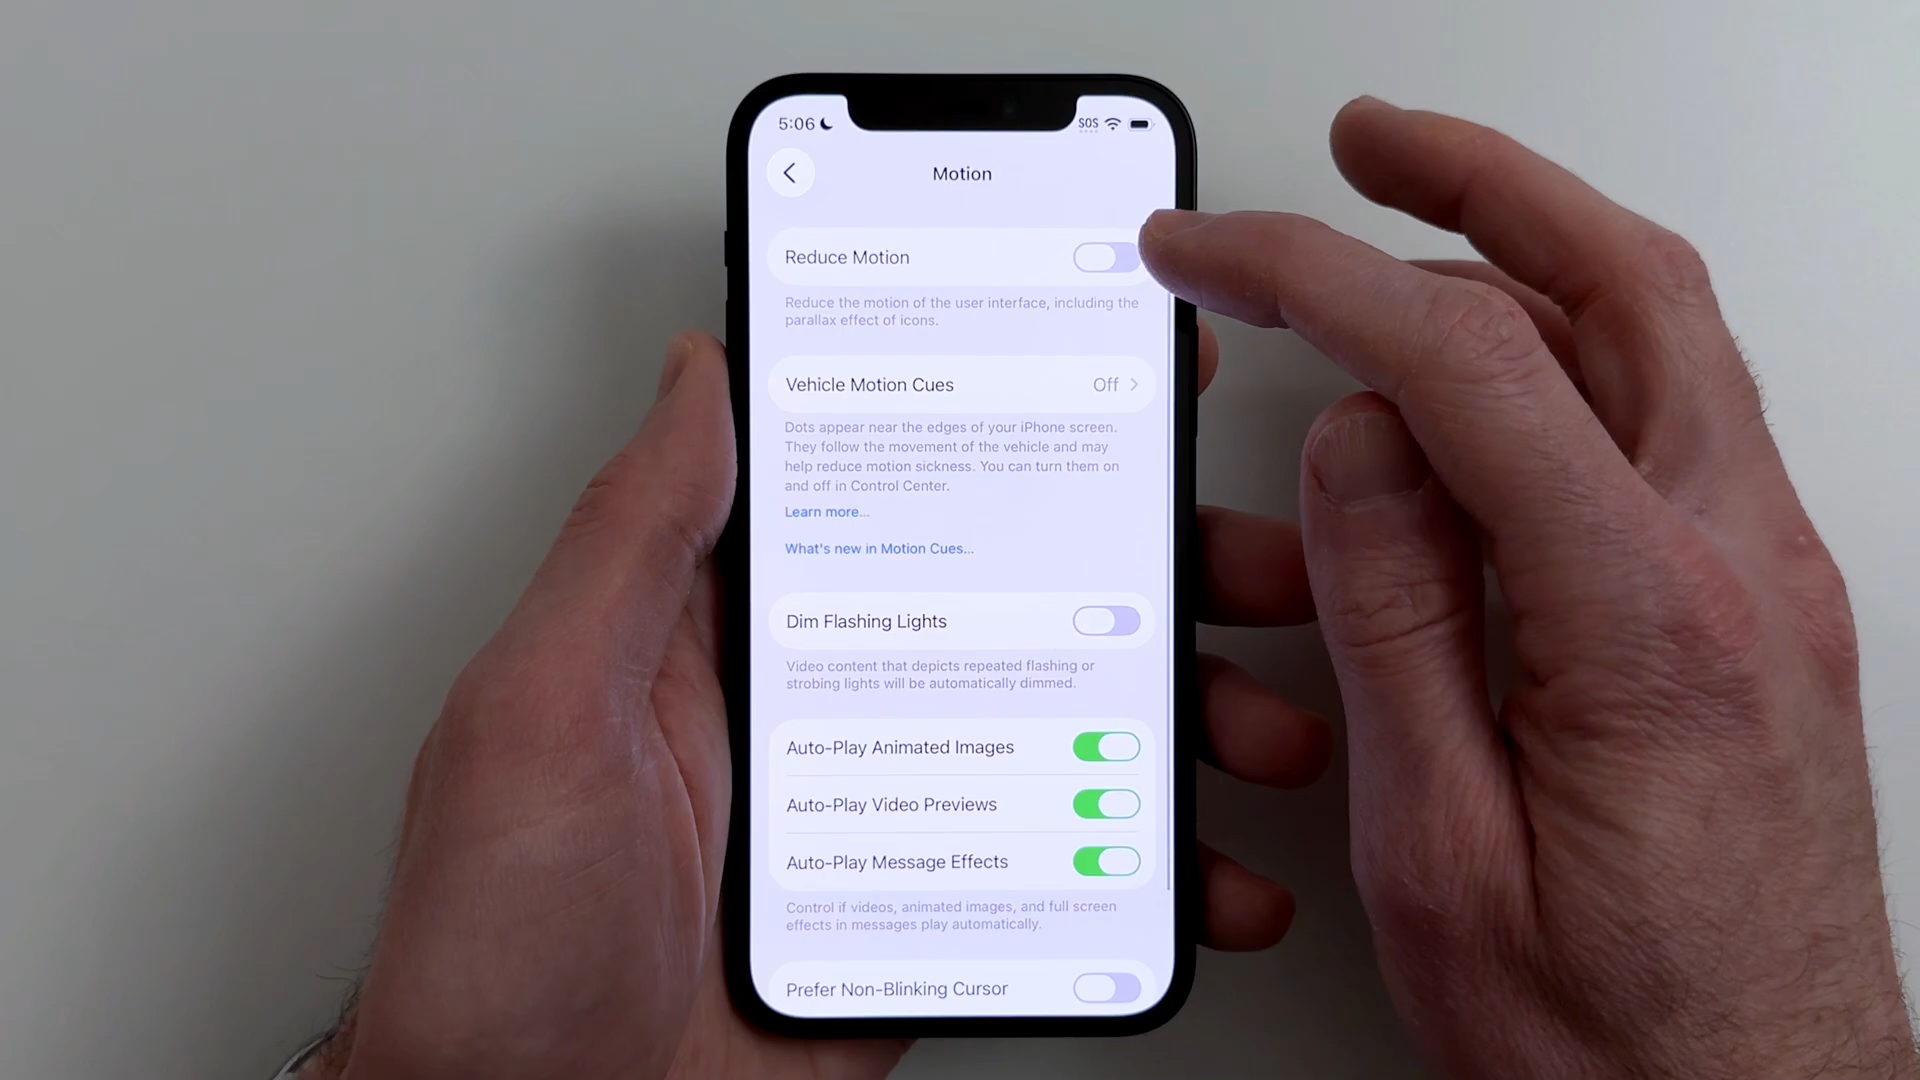 5:06
SOS
Motion
Reduce Motion
Reduce the motion of the user interface, including the
parallax effect of icons.
Vehicle Motion Cues Off
Dots appear near the edges of your iPhone screen.
They follow the movement of the vehicle and may
help reduce motion sickness. You can turn them on
and off in Control Center.
Learn more...
What's new in Motion Cues...
Dim Flashing Lights
Video content that depicts repeated flashing or
strobing lights will be automatically dimmed.
Auto-Play Animated Images
Auto-Play Video Previews
Auto-Play Message Effects
Control if videos, animated images, and full screen
effects in messages play automatically.
Prefer Non-Blinking Cursor